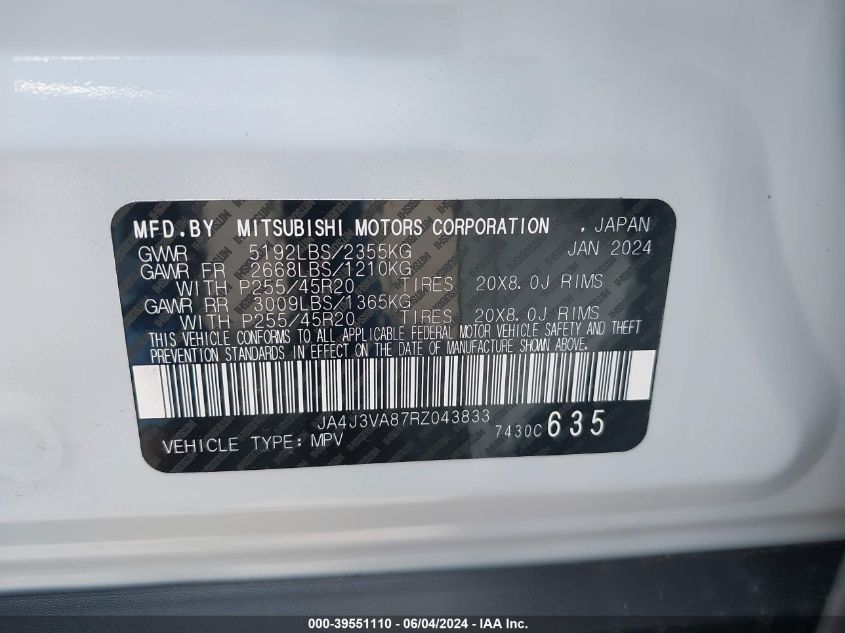 MFD.BY MITSUBISHI MOTORS CORPORATION , JAPAN
GVWR 5192LBS/2355KG JAN 2024
GAWR FR 2668LBS/1210KG
WITH P255/45R20 TIRES 20X8.0J RIMS
GAWR RR 3009LBS/1365KG
WITH P255/45R20 TIRES 20X8.0J RIMS
THIS VEHICLE CONFORMS TO ALL APPLICABLE FEDERAL MOTOR VEHICLE SAFETY AND THEFT
PREVENTION STANDARDS IN EFFECT ON THE DATE OF MANUFACTURE SHOWN ABOVE.
JA4J3VA87RZ043833
VEHICLE TYPE: MPV 7430C 635
000-39551110 - 06/04/2024 - IAA Inc.